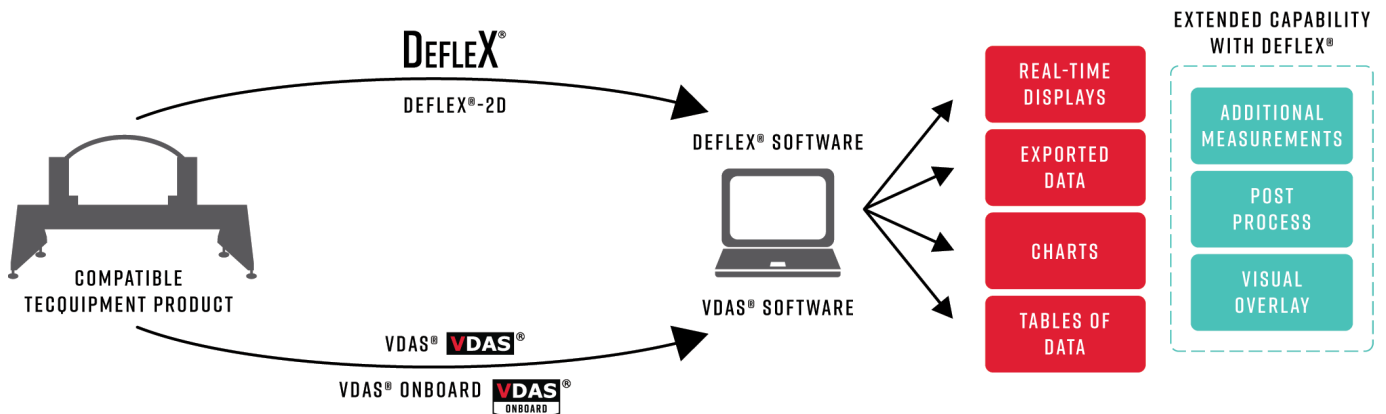 DEFLEX®
DEFLEX®-2D
COMPATIBLE
TECQUIPMENT PRODUCT
VDAS® VDAS®
VDAS® ONBOARD VDAS®
ONBOARD
DEFLEX® SOFTWARE
VDAS® SOFTWARE
REAL-TIME
DISPLAYS
EXPORTED
DATA
CHARTS
TABLES OF
DATA
EXTENDED CAPABILITY
WITH DEFLEX®
ADDITIONAL
MEASUREMENTS
POST
PROCESS
VISUAL
OVERLAY